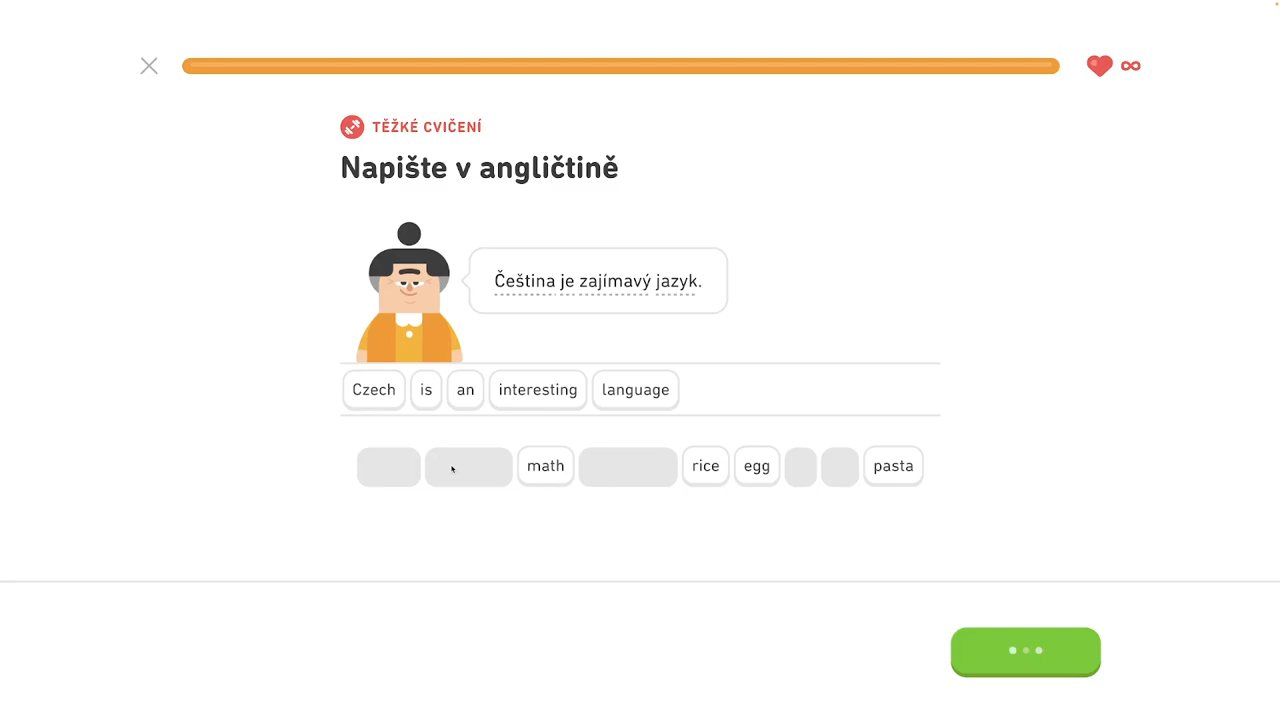 ∞
TĚŽKÉ CVIČENÍ
Napište v angličtině
Čeština je zajímavý jazyk.
Czech is an interesting language
math rice egg pasta